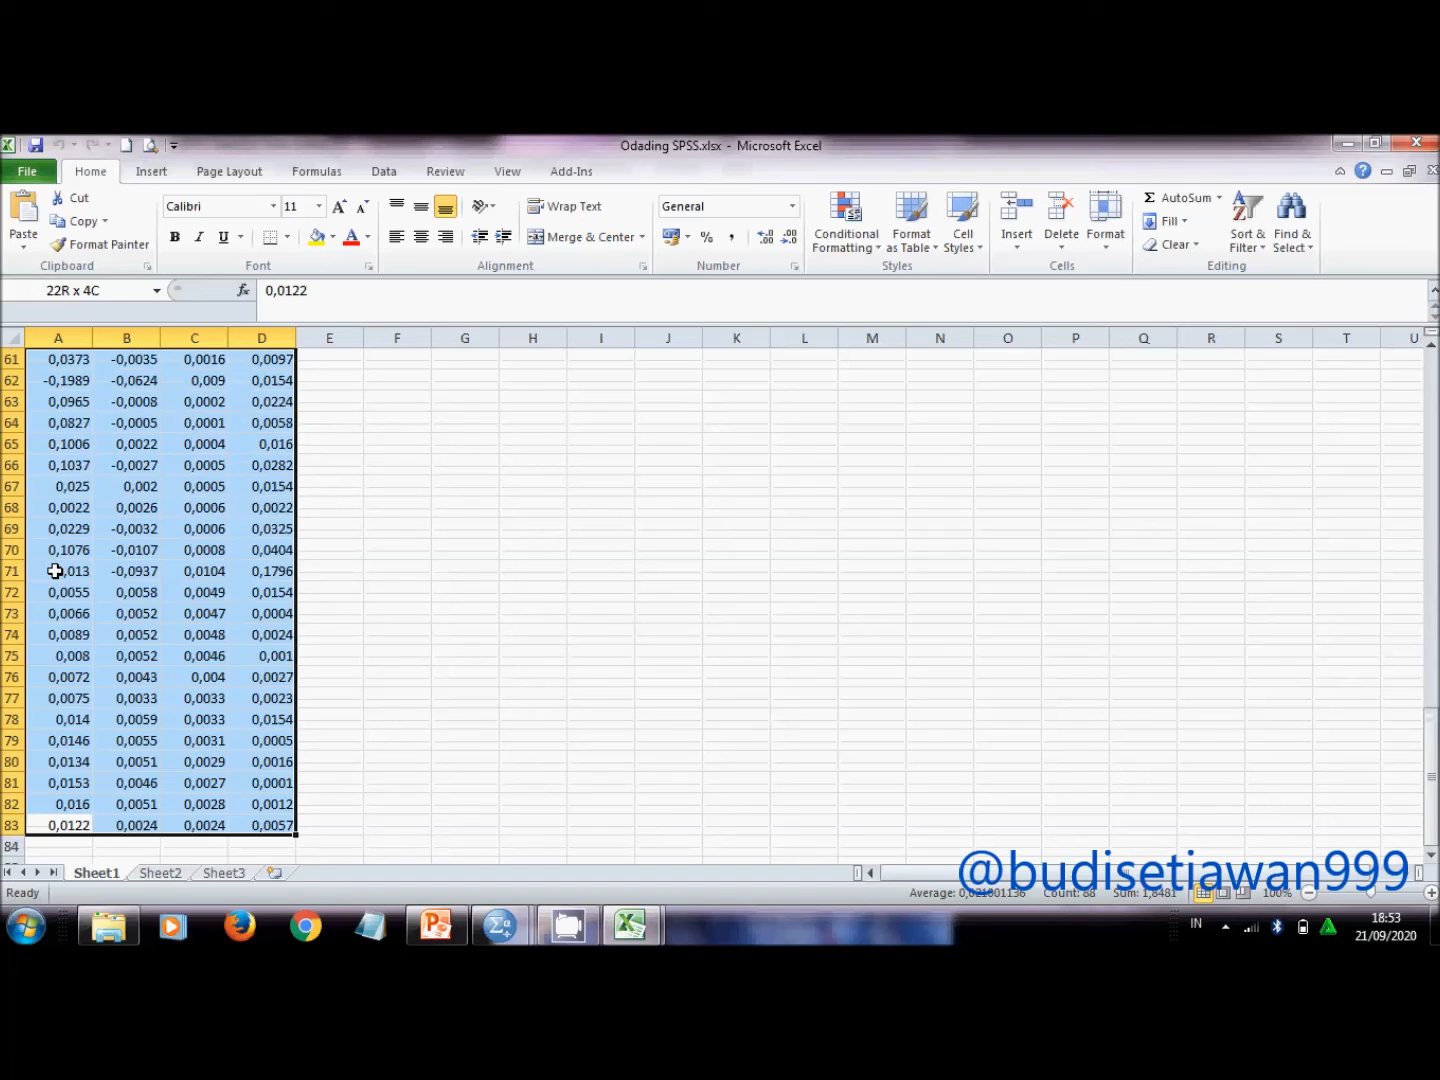 Odading SPSS.xlsx - Microsoft Excel
File Home Insert Page Layout Formulas Data Review View Add-Ins
Paste Cut Copy Format Painter Clipboard
Calibri 11 B I U Font
Wrap Text Merge & Center Alignment
General % , Number
Conditional Formatting Format as Table Cell Styles Styles
Insert Delete Format Cells
AutoSum Fill Clear Sort & Filter Find & Select Editing
22R x 4C fx 0,0122
A B C D E F G H I J K L M N O P Q R S T U
61 0,0373 -0,0035 0,0016 0,0097
62 -0,1989 -0,0624 0,009 0,0154
63 0,0965 -0,0008 0,0002 0,0224
64 0,0827 -0,0005 0,0001 0,0058
65 0,1006 0,0022 0,0004 0,016
66 0,1037 -0,0027 0,0005 0,0282
67 0,025 0,002 0,0005 0,0154
68 0,0022 0,0026 0,0006 0,0022
69 0,0229 -0,0032 0,0006 0,0325
70 0,1076 -0,0107 0,0008 0,0404
71 ,013 -0,0937 0,0104 0,1796
72 0,0055 0,0058 0,0049 0,0154
73 0,0066 0,0052 0,0047 0,0004
74 0,0089 0,0052 0,0048 0,0024
75 0,008 0,0052 0,0046 0,001
76 0,0072 0,0043 0,004 0,0027
77 0,0075 0,0033 0,0033 0,0023
78 0,014 0,0059 0,0033 0,0154
79 0,0146 0,0055 0,0031 0,0005
80 0,0134 0,0051 0,0029 0,0016
81 0,0153 0,0046 0,0027 0,0001
82 0,016 0,0051 0,0028 0,0012
83 0,0122 0,0024 0,0024 0,0057
84
Sheet1 Sheet2 Sheet3
@budisetiawan999
Ready Count: 88 Sum: 1,8481 100%
IN 18:53
21/09/2020